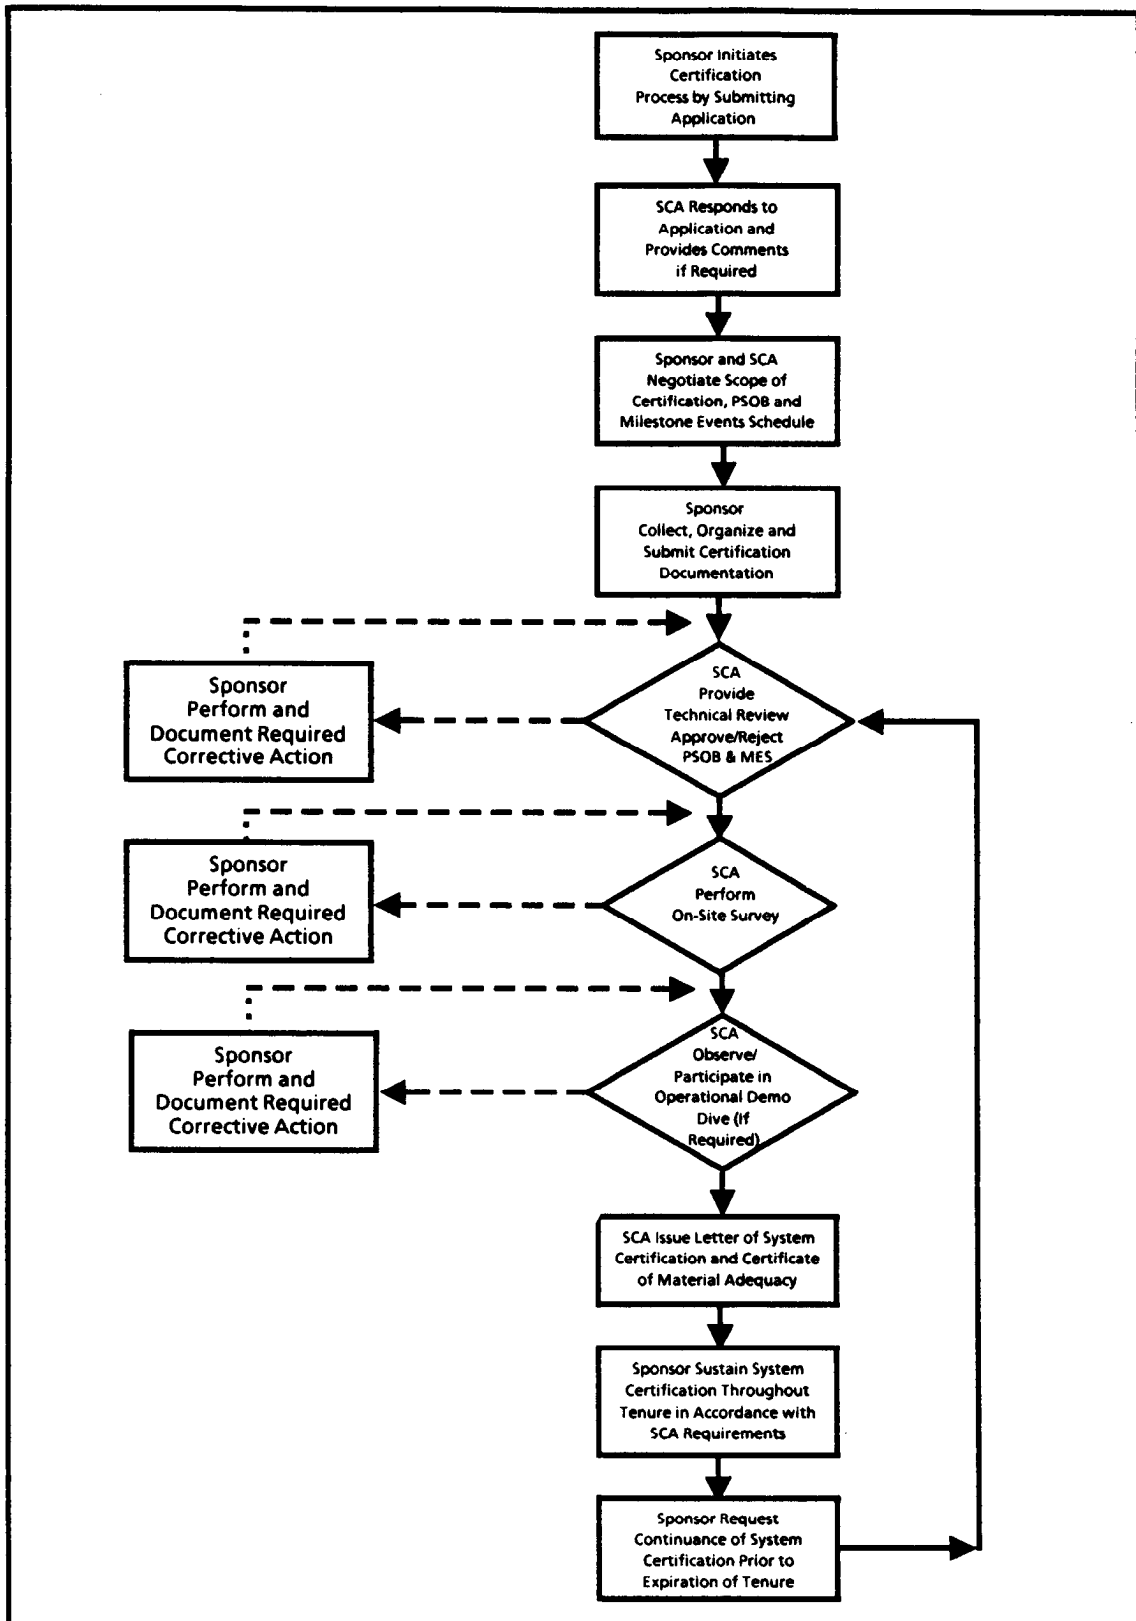 Sponsor Initiates
Certification
Process by Submitting
Application
SCA Responds to
Application and
Provides Comments
if Required
Sponsor and SCA
Negotiate Scope of
Certification, PSOB and
Milestone Events Schedule
Sponsor
Collect, Organize and
Submit Certification
Documentation
SCA
Provide
Technical Review
Approve/Reject
PSOB & MES
Sponsor
Perform and
Document Required
Corrective Action
SCA
Perform
On-Site Survey
Sponsor
Perform and
Document Required
Corrective Action
SCA
Observe/
Participate in
Operational Demo
Dive (If
Required)
Sponsor
Perform and
Document Required
Corrective Action
SCA Issue Letter of System
Certification and Certificate
of Material Adequacy
Sponsor Sustain System
Certification Throughout
Tenure in Accordance with
SCA Requirements
Sponsor Request
Continuance of System
Certification Prior to
Expiration of Tenure